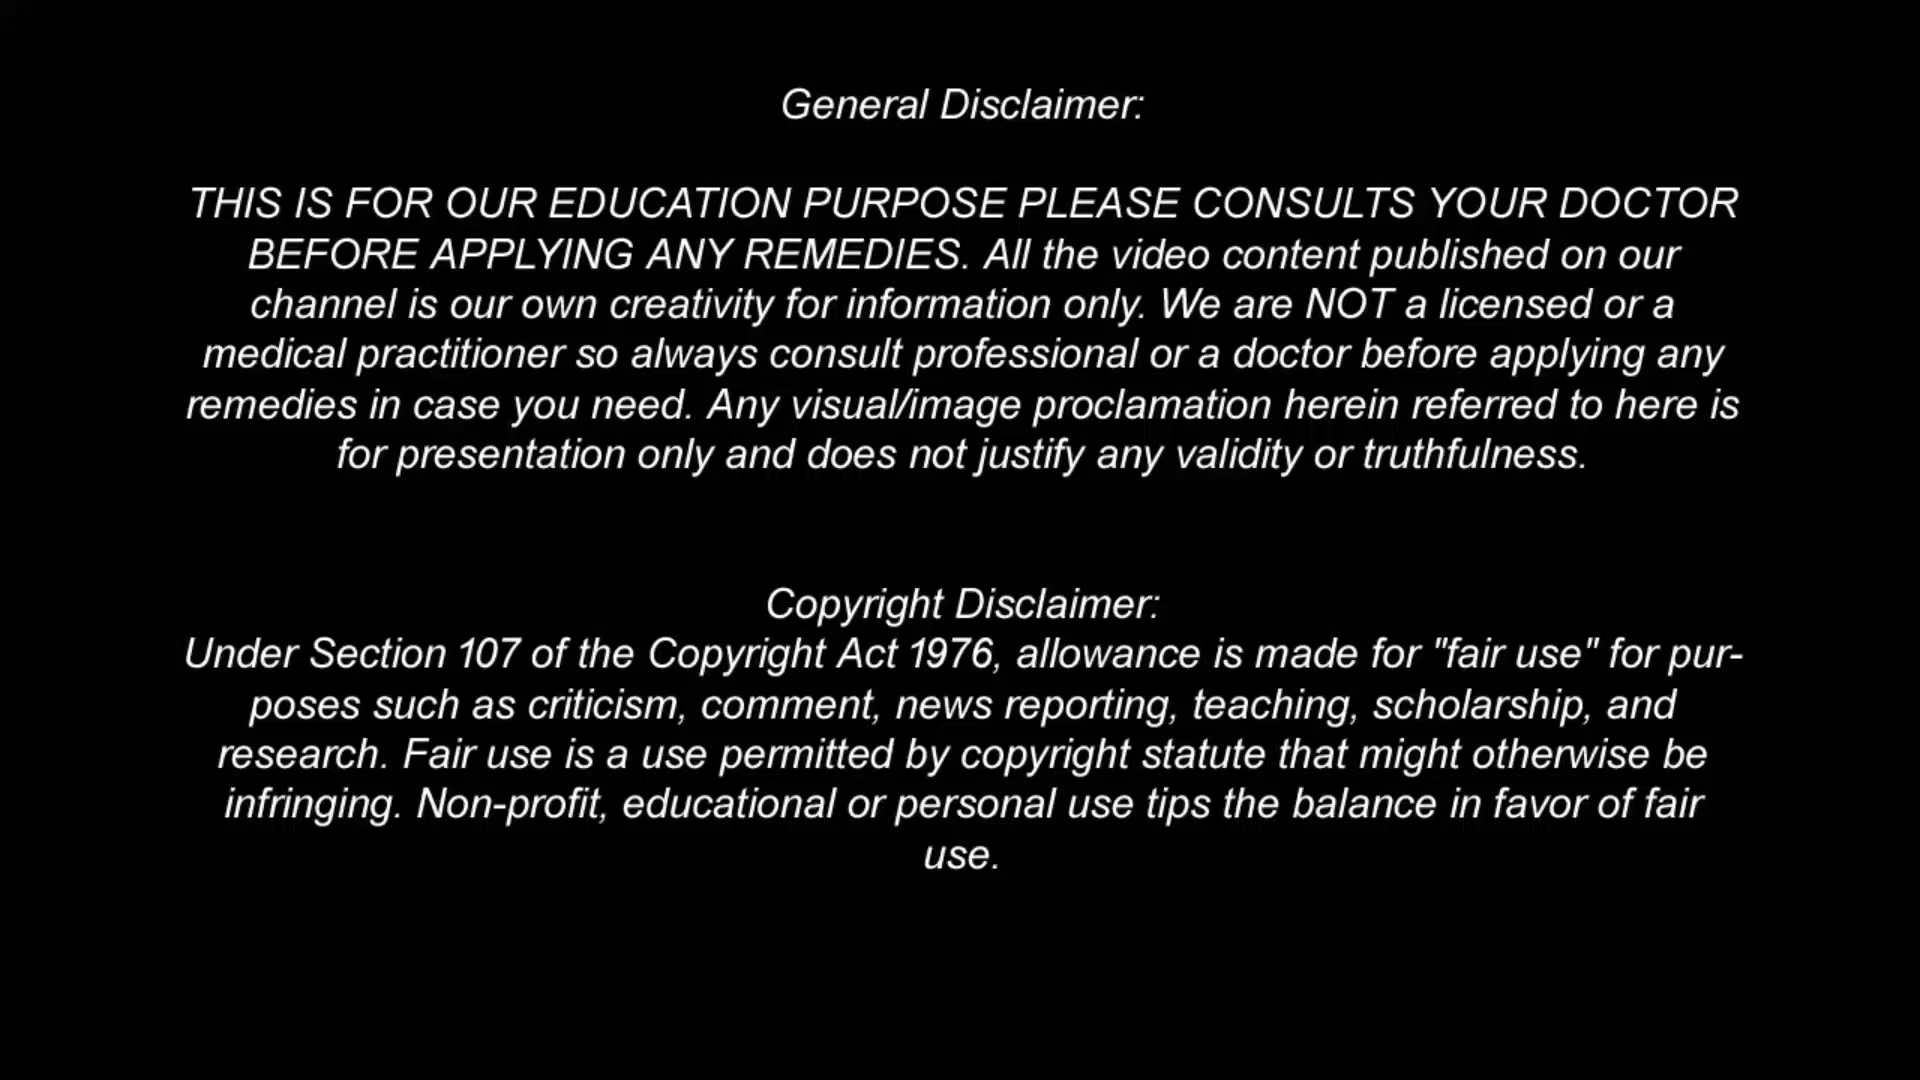 General Disclaimer:
THIS IS FOR OUR EDUCATION PURPOSE PLEASE CONSULTS YOUR DOCTOR
BEFORE APPLYING ANY REMEDIES. All the video content published on our
channel is our own creativity for information only. We are NOT a licensed or a
medical practitioner so always consult professional or a doctor before applying any
remedies in case you need. Any visual/image proclamation herein referred to here is
for presentation only and does not justify any validity or truthfulness.
Copyright Disclaimer:
Under Section 107 of the Copyright Act 1976, allowance is made for "fair use" for pur-
poses such as criticism, comment, news reporting, teaching, scholarship, and
research. Fair use is a use permitted by copyright statute that might otherwise be
infringing. Non-profit, educational or personal use tips the balance in favor of fair
use.